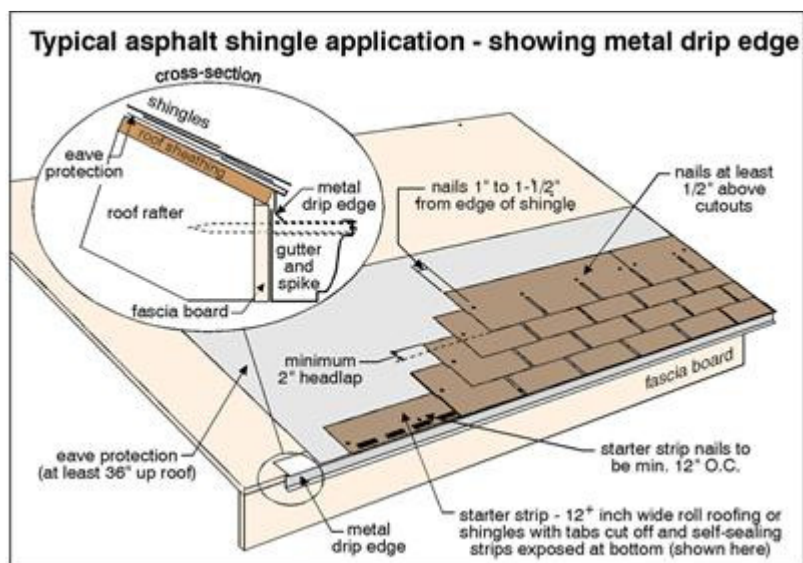 Typical asphalt shingle application - showing metal drip edge
cross-section
shingles
roof sheathing
eave
protection
roof rafter
metal
drip edge
gutter
and
spike
fascia board
nails 1" to 1-1/2"
from edge of shingle
nails at least
1/2" above
cutouts
minimum
2" headlap
fascia board
eave protection
(at least 36" up roof)
starter strip nails to
be min. 12" O.C.
metal
drip edge
starter strip - 12+ inch wide roll roofing or
shingles with tabs cut off and self-sealing
strips exposed at bottom (shown here)